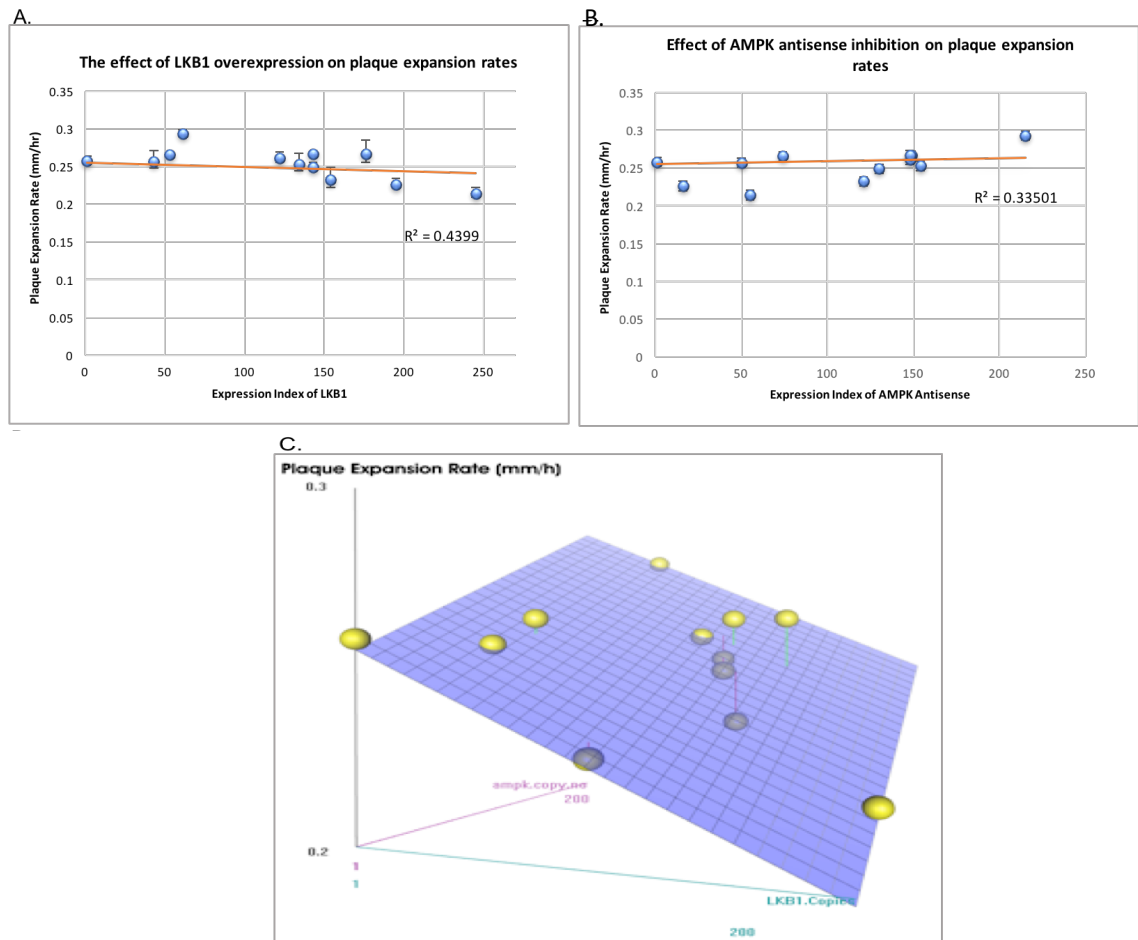 A.
The effect of LKB1 overexpression on plaque expansion rates
Plaque Expansion Rate (mm/hr)
0.35
0.3
0.25
0.2
0.15
0.1
0.05
0
R² = 0.4399
0 50 100 150 200 250
Expression Index of LKB1
B.
Effect of AMPK antisense inhibition on plaque expansion
rates
Plaque Expansion Rate (mm/hr)
0.35
0.3
0.25
0.2
0.15
0.1
0.05
0
R² = 0.33501
0 50 100 150 200 250
Expression Index of AMPK Antisense
C.
Plaque Expansion Rate (mm/h)
0.3
ampk.copy.no
200
0.2
1
1
LKB1.Copies
200